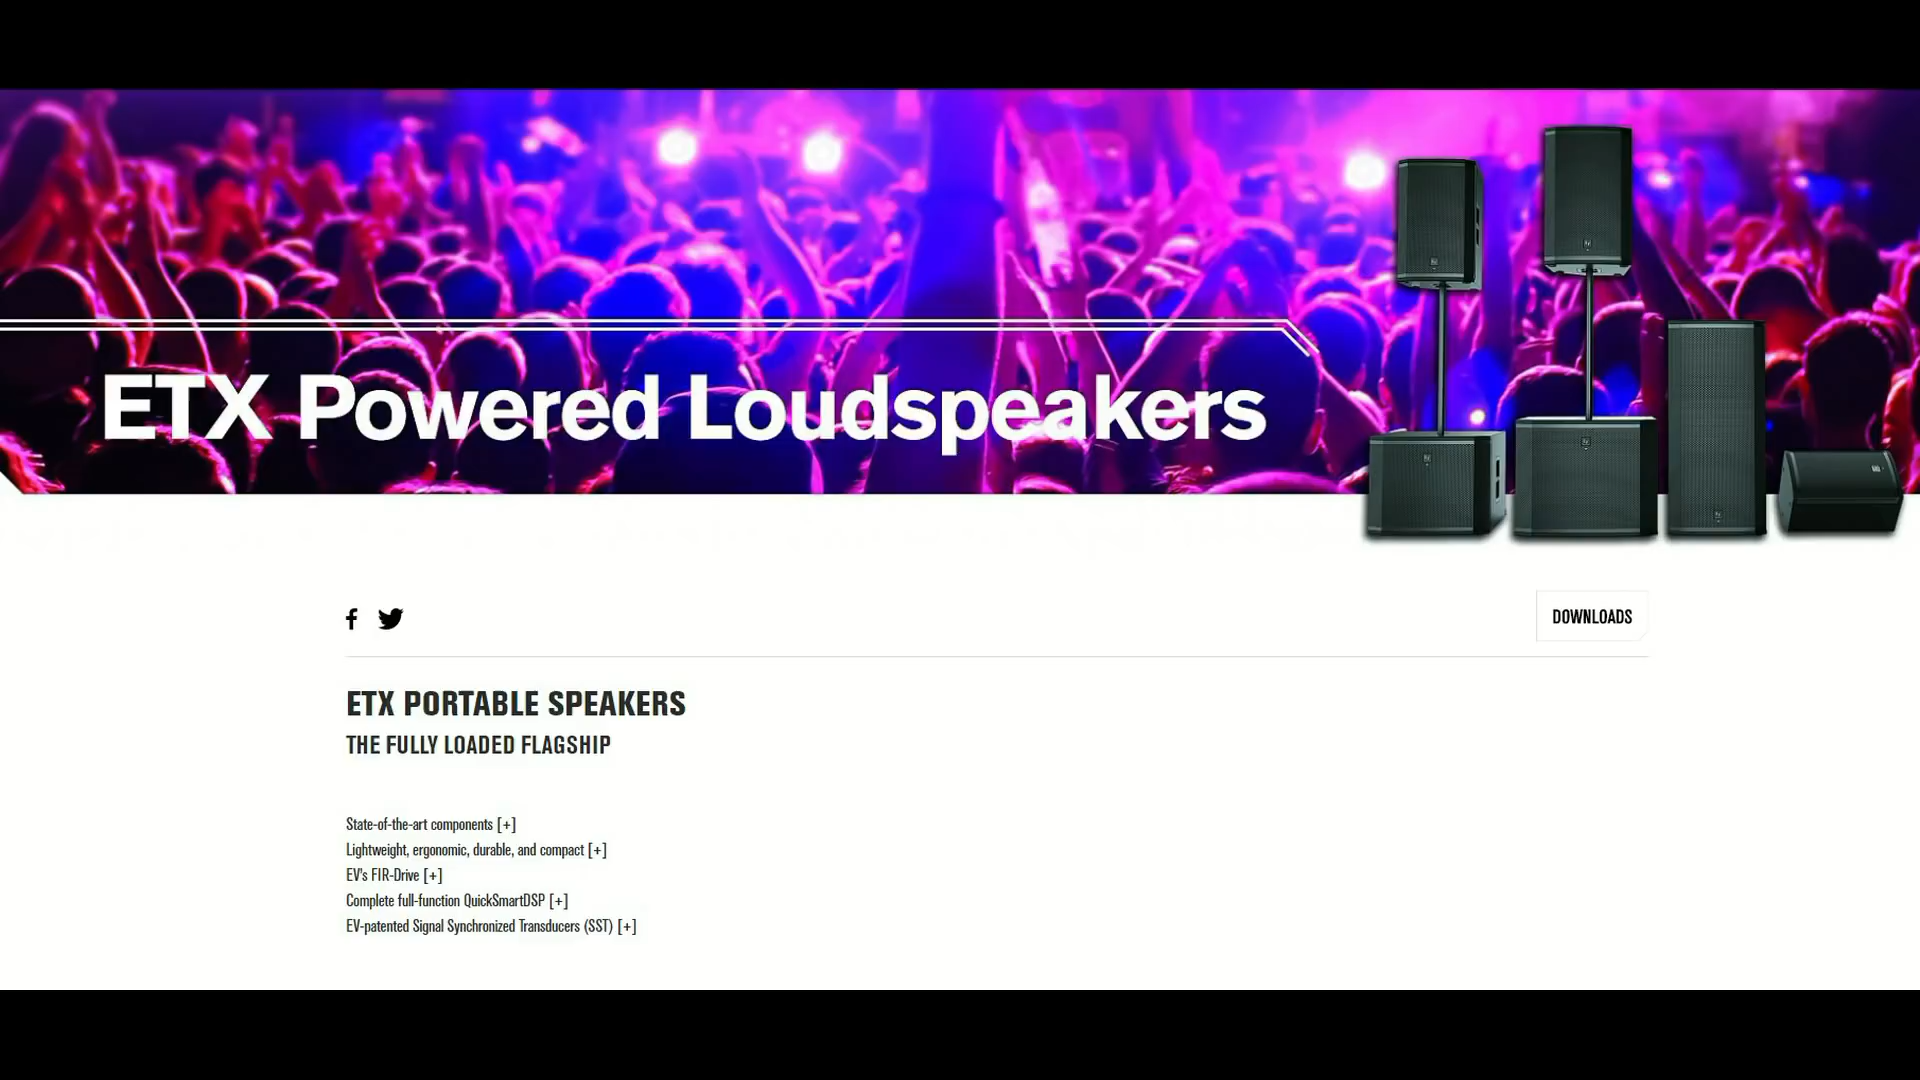 ETX Powered Loudspeakers
DOWNLOADS
ETX PORTABLE SPEAKERS
THE FULLY LOADED FLAGSHIP
State-of-the-art components [+]
Lightweight, ergonomic, durable, and compact [+]
EV's FIR-Drive [+]
Complete full-function QuickSmartDSP [+]
EV-patented Signal Synchronized Transducers (SST) [+]